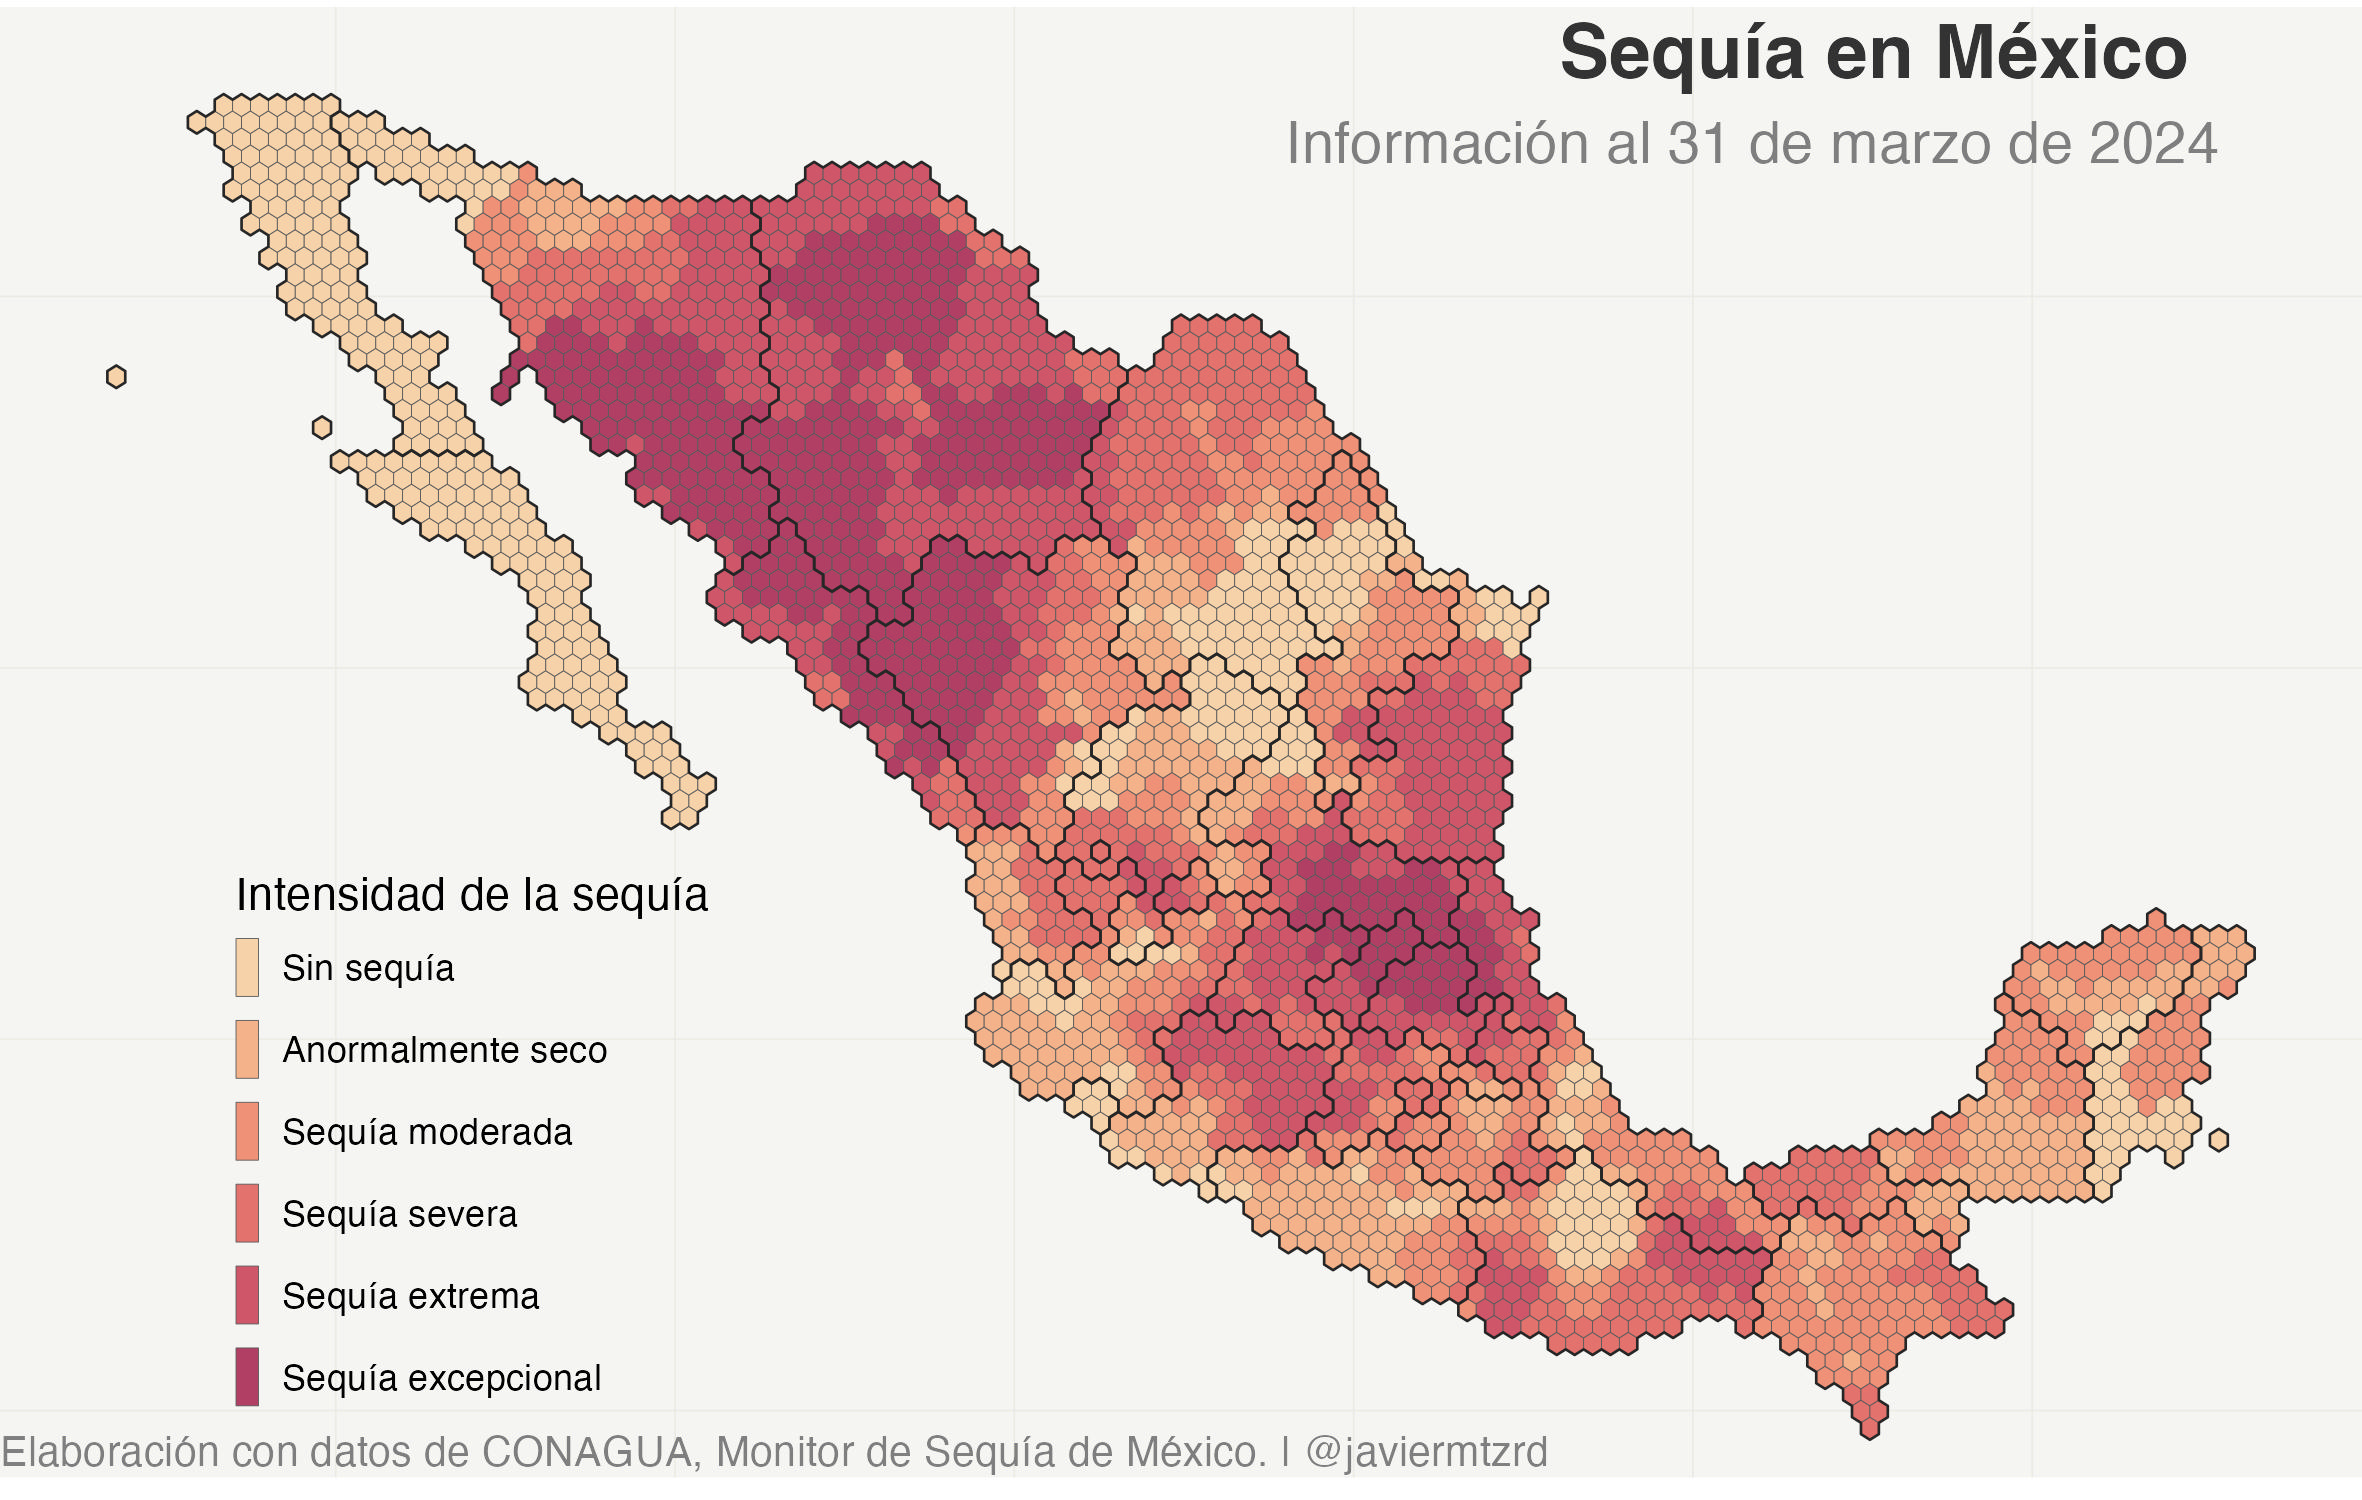 Sequía en México
Información al 31 de marzo de 2024
Intensidad de la sequía
Sin sequía
Anormalmente seco
Sequía moderada
Sequía severa
Sequía extrema
Sequía excepcional
Elaboración con datos de CONAGUA, Monitor de Sequía de México. | @javiermtzrd